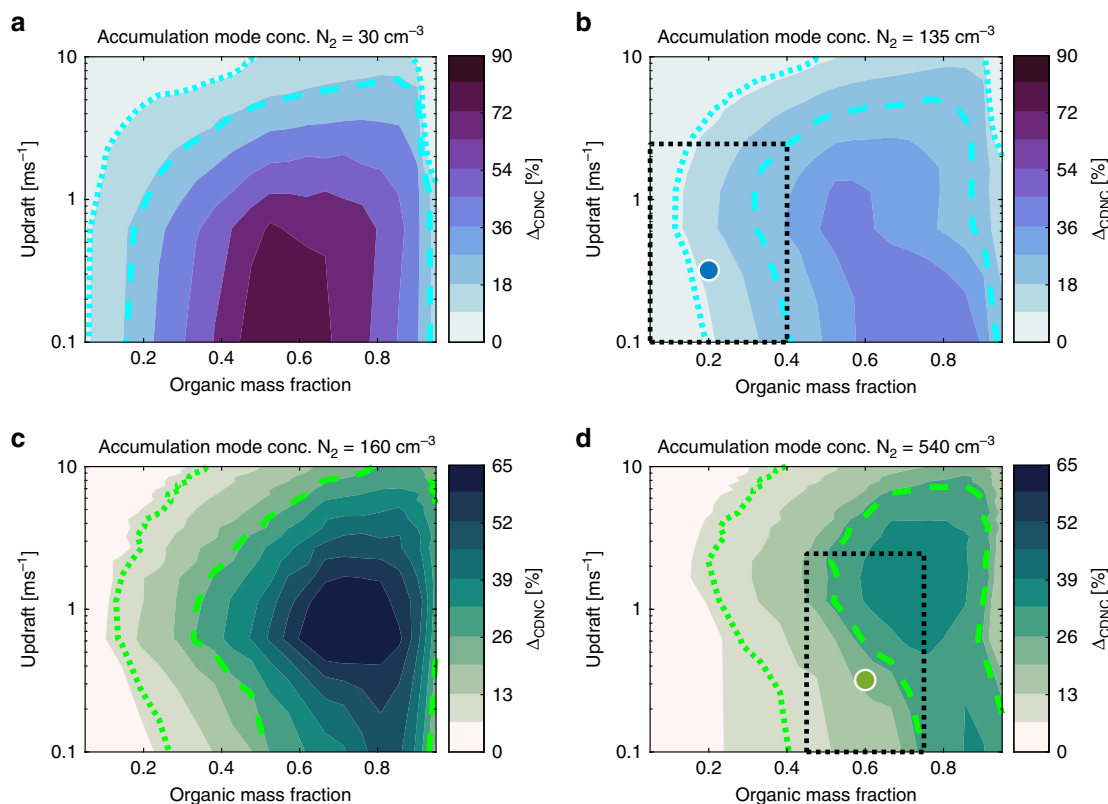 a
Accumulation mode conc. N₂ = 30 cm⁻³
Updraft [ms⁻¹]
10
1
0.1
0.2 0.4 0.6 0.8
Organic mass fraction
90
72
54
36
18
0
Δ_CDNC [%]
b
Accumulation mode conc. N₂ = 135 cm⁻³
Updraft [ms⁻¹]
10
1
0.1
0.2 0.4 0.6 0.8
Organic mass fraction
90
72
54
36
18
0
Δ_CDNC [%]
c
Accumulation mode conc. N₂ = 160 cm⁻³
Updraft [ms⁻¹]
10
1
0.1
0.2 0.4 0.6 0.8
Organic mass fraction
65
52
39
26
13
0
Δ_CDNC [%]
d
Accumulation mode conc. N₂ = 540 cm⁻³
Updraft [ms⁻¹]
10
1
0.1
0.2 0.4 0.6 0.8
Organic mass fraction
65
52
39
26
13
0
Δ_CDNC [%]